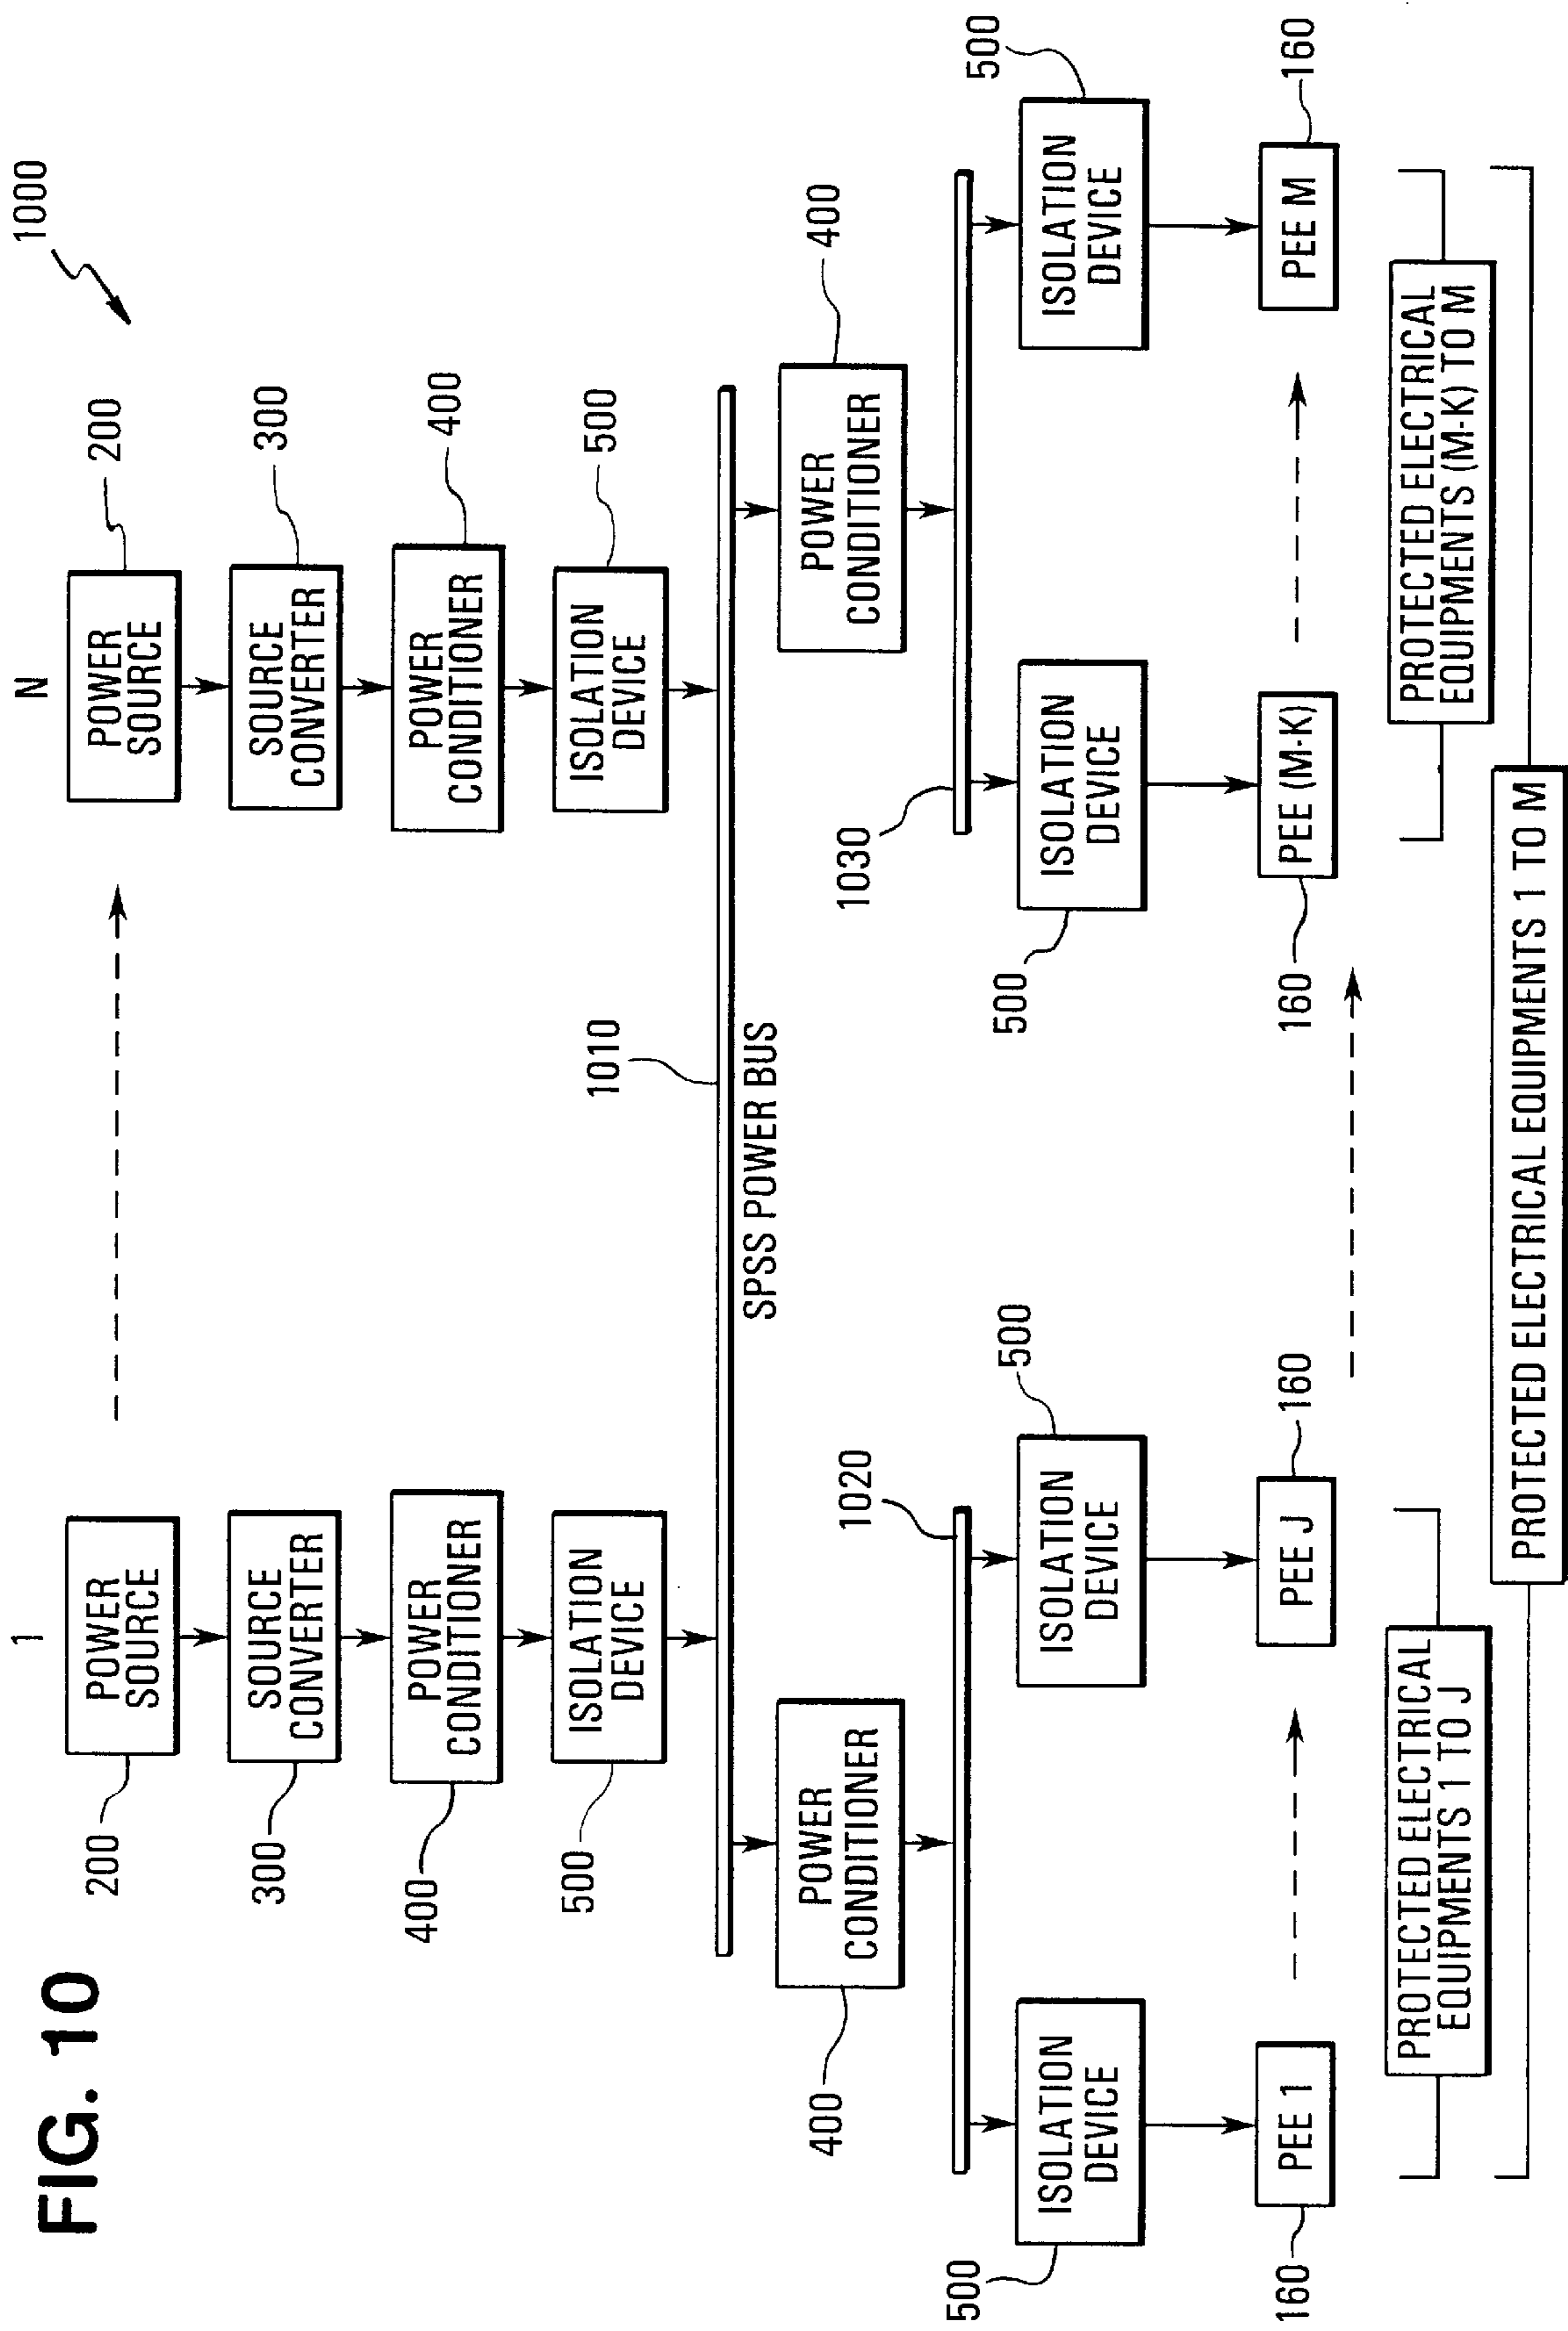 FIG. 10
1000
1
N
POWER
SOURCE
200
POWER
SOURCE
200
SOURCE
CONVERTER
300
SOURCE
CONVERTER
300
POWER
CONDITIONER
400
POWER
CONDITIONER
400
ISOLATION
DEVICE
500
ISOLATION
DEVICE
500
1010
SPSS POWER BUS
POWER
CONDITIONER
400
POWER
CONDITIONER
400
1020
1030
ISOLATION
DEVICE
500
ISOLATION
DEVICE
500
ISOLATION
DEVICE
500
ISOLATION
DEVICE
500
PEE 1
160
PEE J
160
PEE (M-K)
160
PEE M
160
PROTECTED ELECTRICAL
EQUIPMENTS 1 TO J
PROTECTED ELECTRICAL
EQUIPMENTS (M-K) TO M
PROTECTED ELECTRICAL EQUIPMENTS 1 TO M